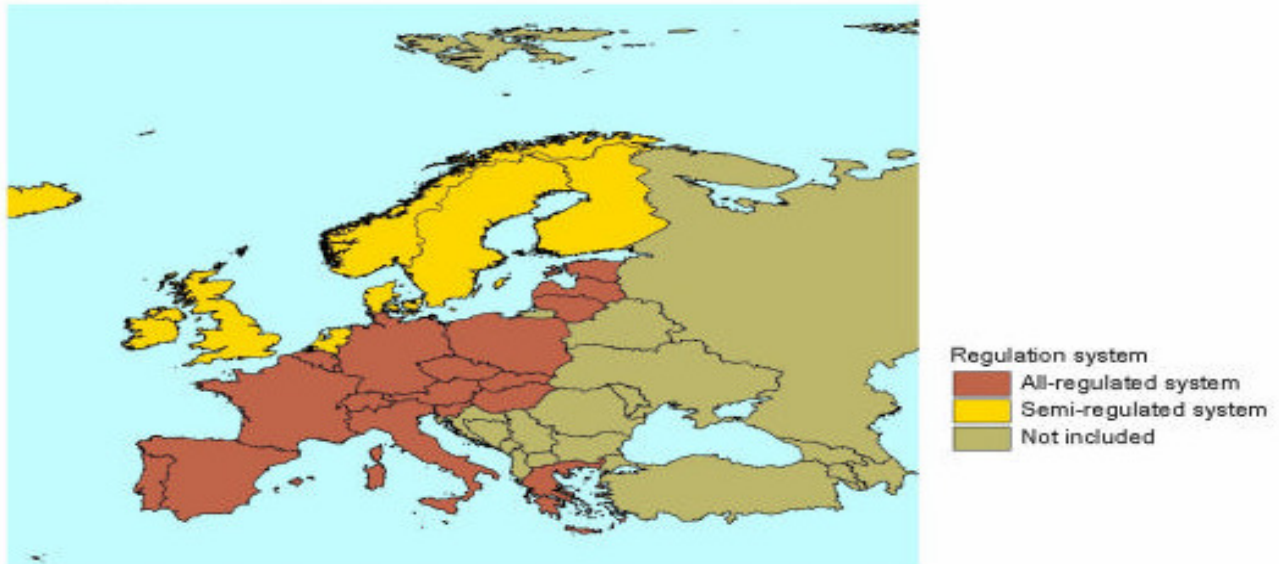 Regulation system
All-regulated system
Semi-regulated system
Not included